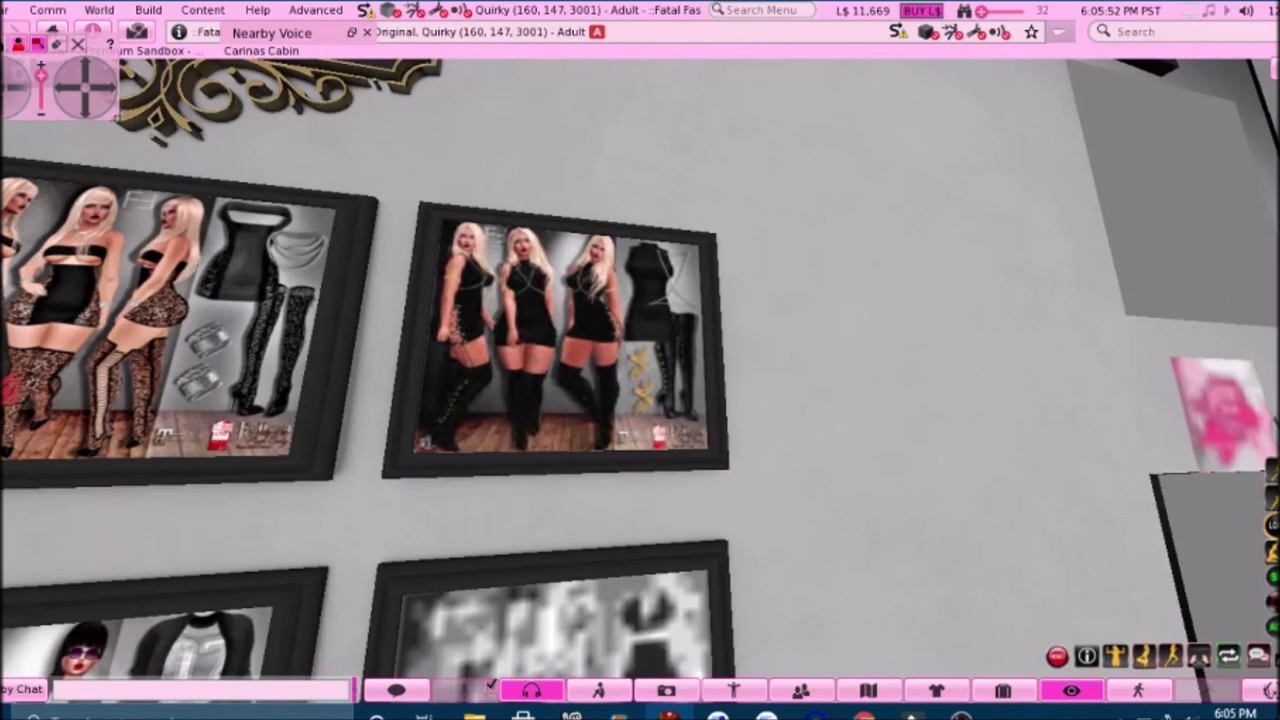 Comm World Build Content Help Advanced Quirky (160, 147, 3001) - Adult - ::Fatal Fas Search Menu L$ 11,669 BUY L$ 32 6:05:52 PM PST
::Fata Nearby Voice Original, Quirky (160, 147, 3001) - Adult A Search
?
emium Sandbox - ... Carinas Cabin
by Chat
6:05 PM